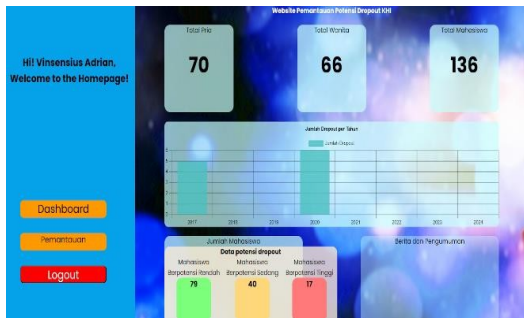 Website Pemantauan Potensi Dropout KHI
Hi! Vinsensius Adrian,
Welcome to the Homepage!
Dashboard
Pemantauan
Logout
Total Pria
70
Total Wanita
66
Total Mahasiswa
136
Jumlah Dropout per Tahun
Jumlah Dropout
2017 2018 2019 2020 2021 2022 2023 2024
Jumlah Mahasiswa
Data potensi dropout
Mahasiswa
Berpotensi Rendah
79
Mahasiswa
Berpotensi Sedang
40
Mahasiswa
Berpotensi Tinggi
17
Berita dan Pengumuman